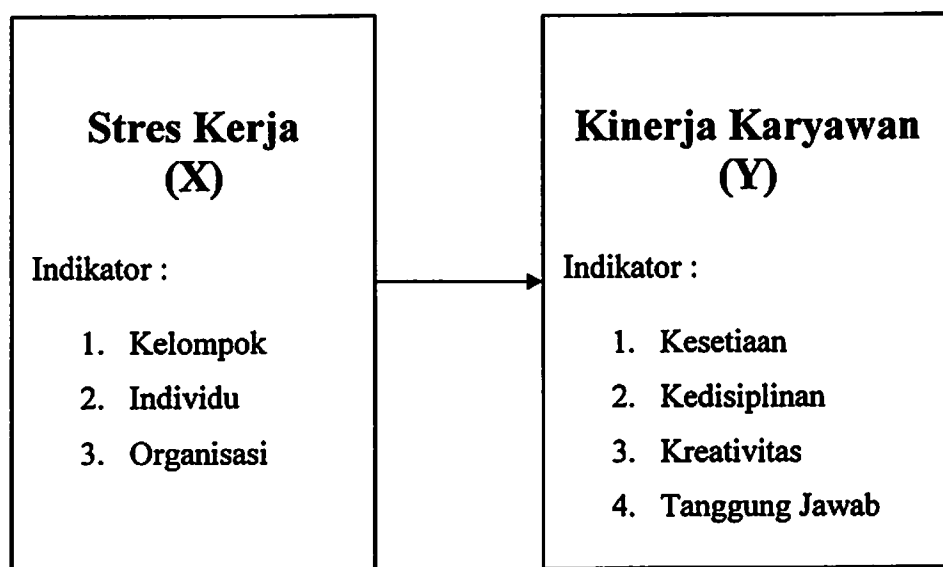 Stres Kerja
(X)
Indikator :
1. Kelompok
2. Individu
3. Organisasi
Kinerja Karyawan
(Y)
Indikator :
1. Kesetiaan
2. Kedisiplinan
3. Kreativitas
4. Tanggung Jawab